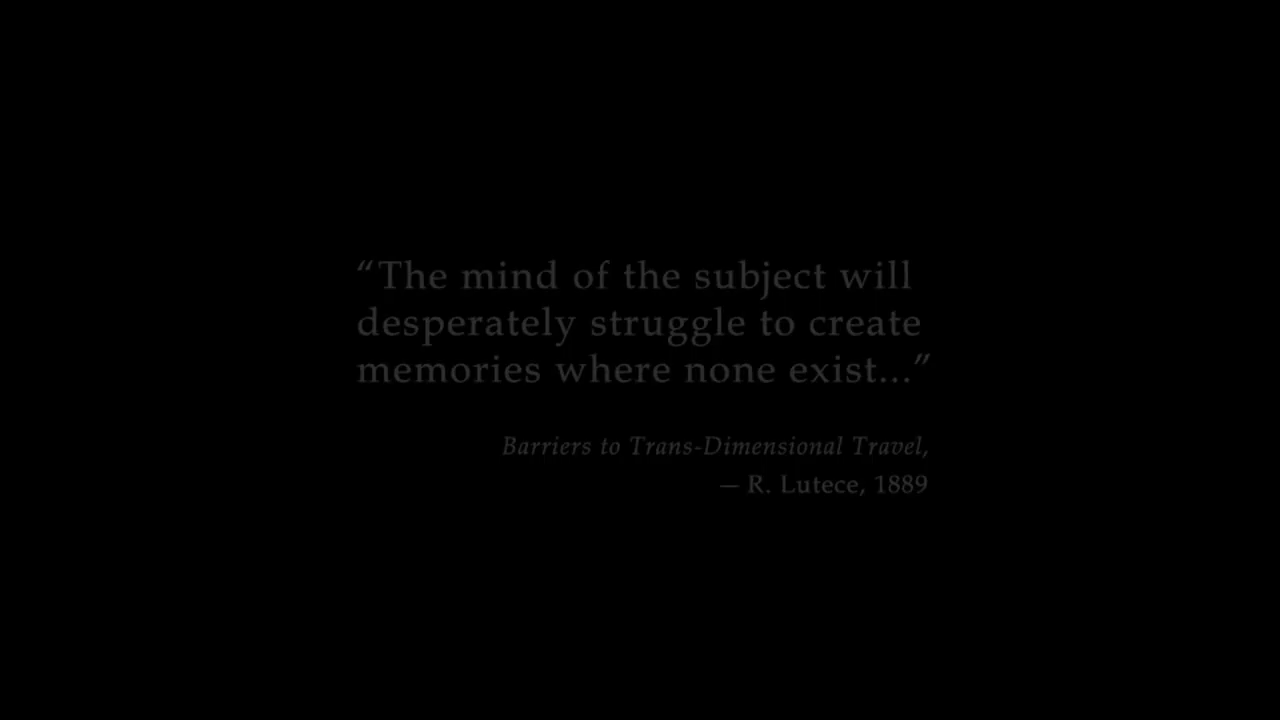 “The mind of the subject will
desperately struggle to create
memories where none exist...”
Barriers to Trans-Dimensional Travel,
— R. Lutece, 1889